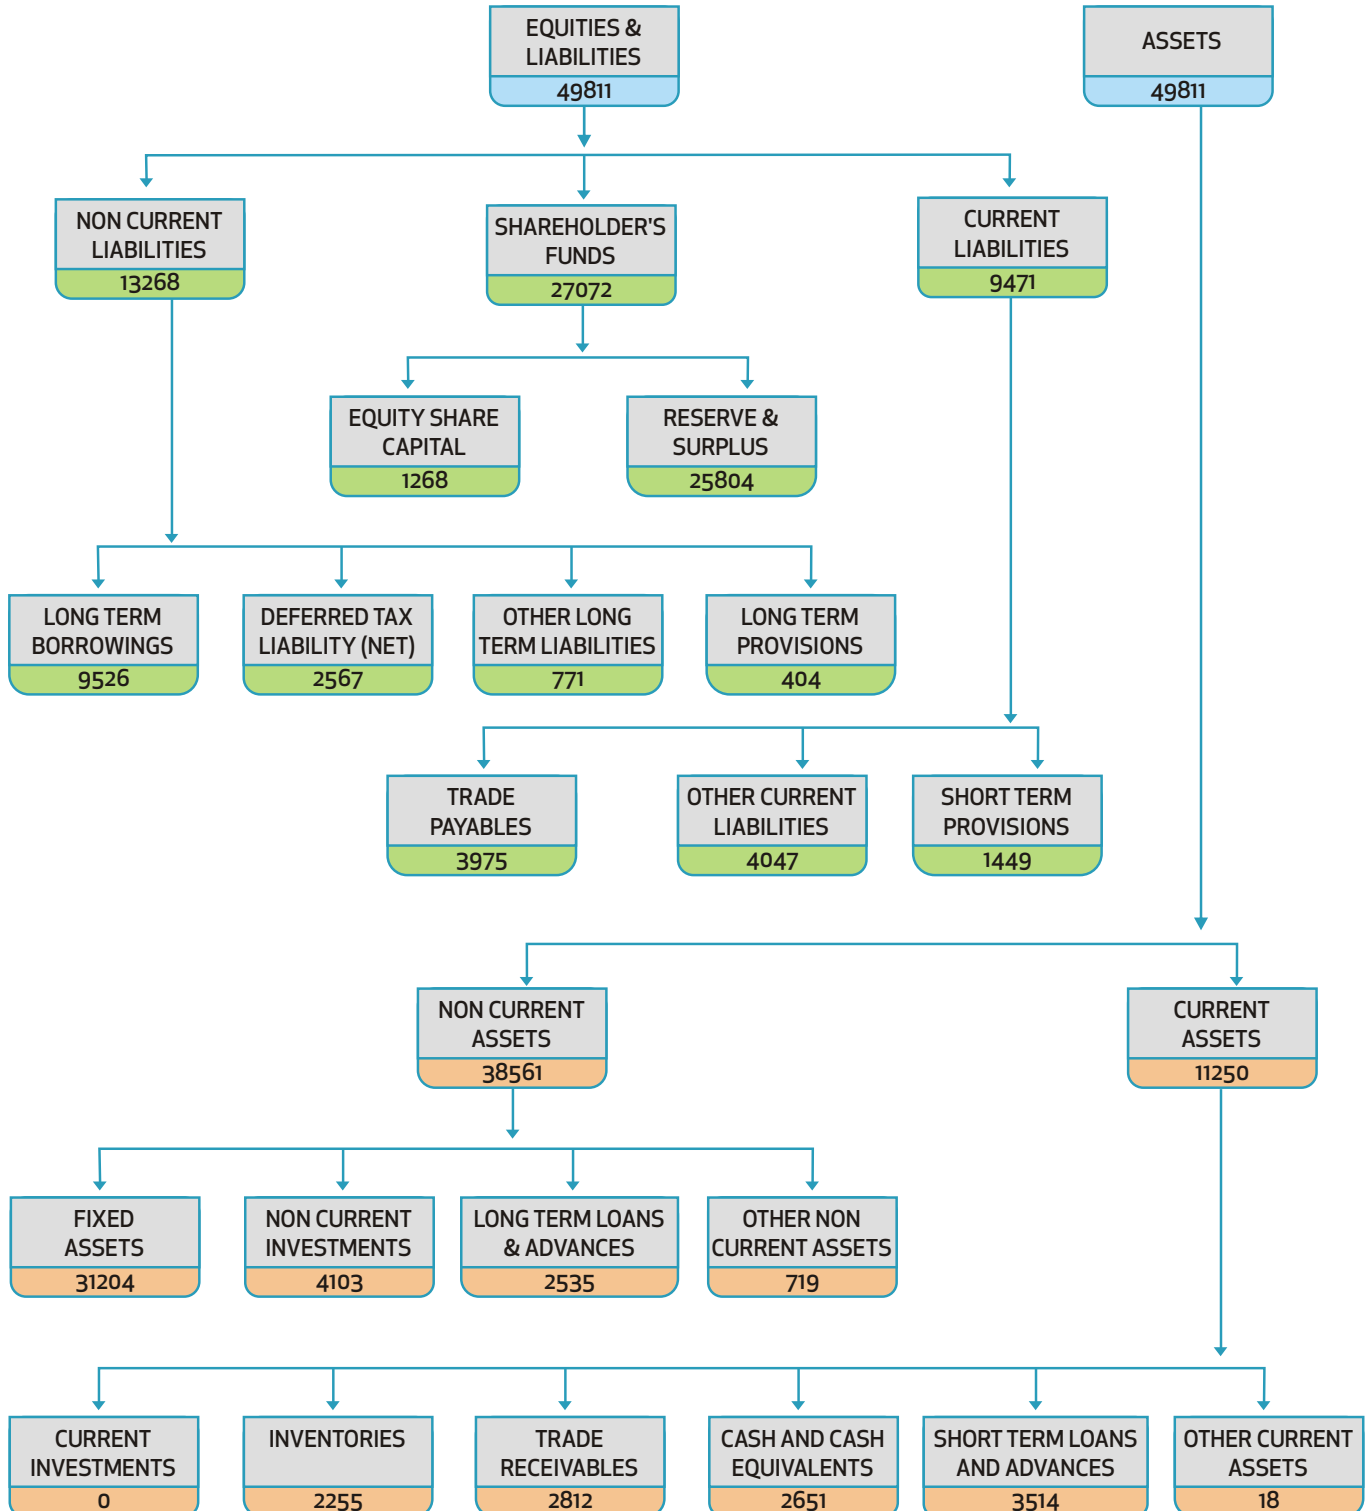 EQUITIES &
LIABILITIES
49811
ASSETS
49811
NON CURRENT
LIABILITIES
13268
SHAREHOLDER'S
FUNDS
27072
CURRENT
LIABILITIES
9471
EQUITY SHARE
CAPITAL
1268
RESERVE &
SURPLUS
25804
LONG TERM
BORROWINGS
9526
DEFERRED TAX
LIABILITY (NET)
2567
OTHER LONG
TERM LIABILITIES
771
LONG TERM
PROVISIONS
404
TRADE
PAYABLES
3975
OTHER CURRENT
LIABILITIES
4047
SHORT TERM
PROVISIONS
1449
NON CURRENT
ASSETS
38561
CURRENT
ASSETS
11250
FIXED
ASSETS
31204
NON CURRENT
INVESTMENTS
4103
LONG TERM LOANS
& ADVANCES
2535
OTHER NON
CURRENT ASSETS
719
CURRENT
INVESTMENTS
0
INVENTORIES
2255
TRADE
RECEIVABLES
2812
CASH AND CASH
EQUIVALENTS
2651
SHORT TERM LOANS
AND ADVANCES
3514
OTHER CURRENT
ASSETS
18